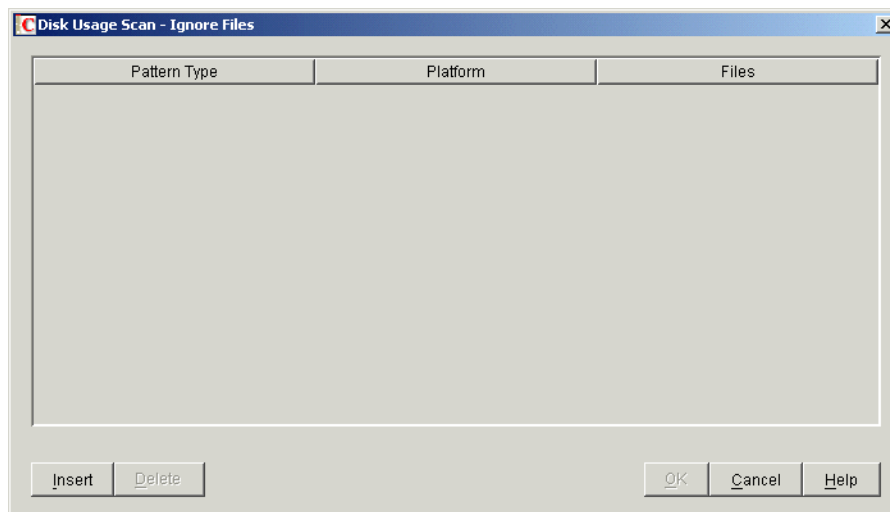 Disk Usage Scan - Ignore Files
Pattern Type Platform Files
Insert Delete OK Cancel Help